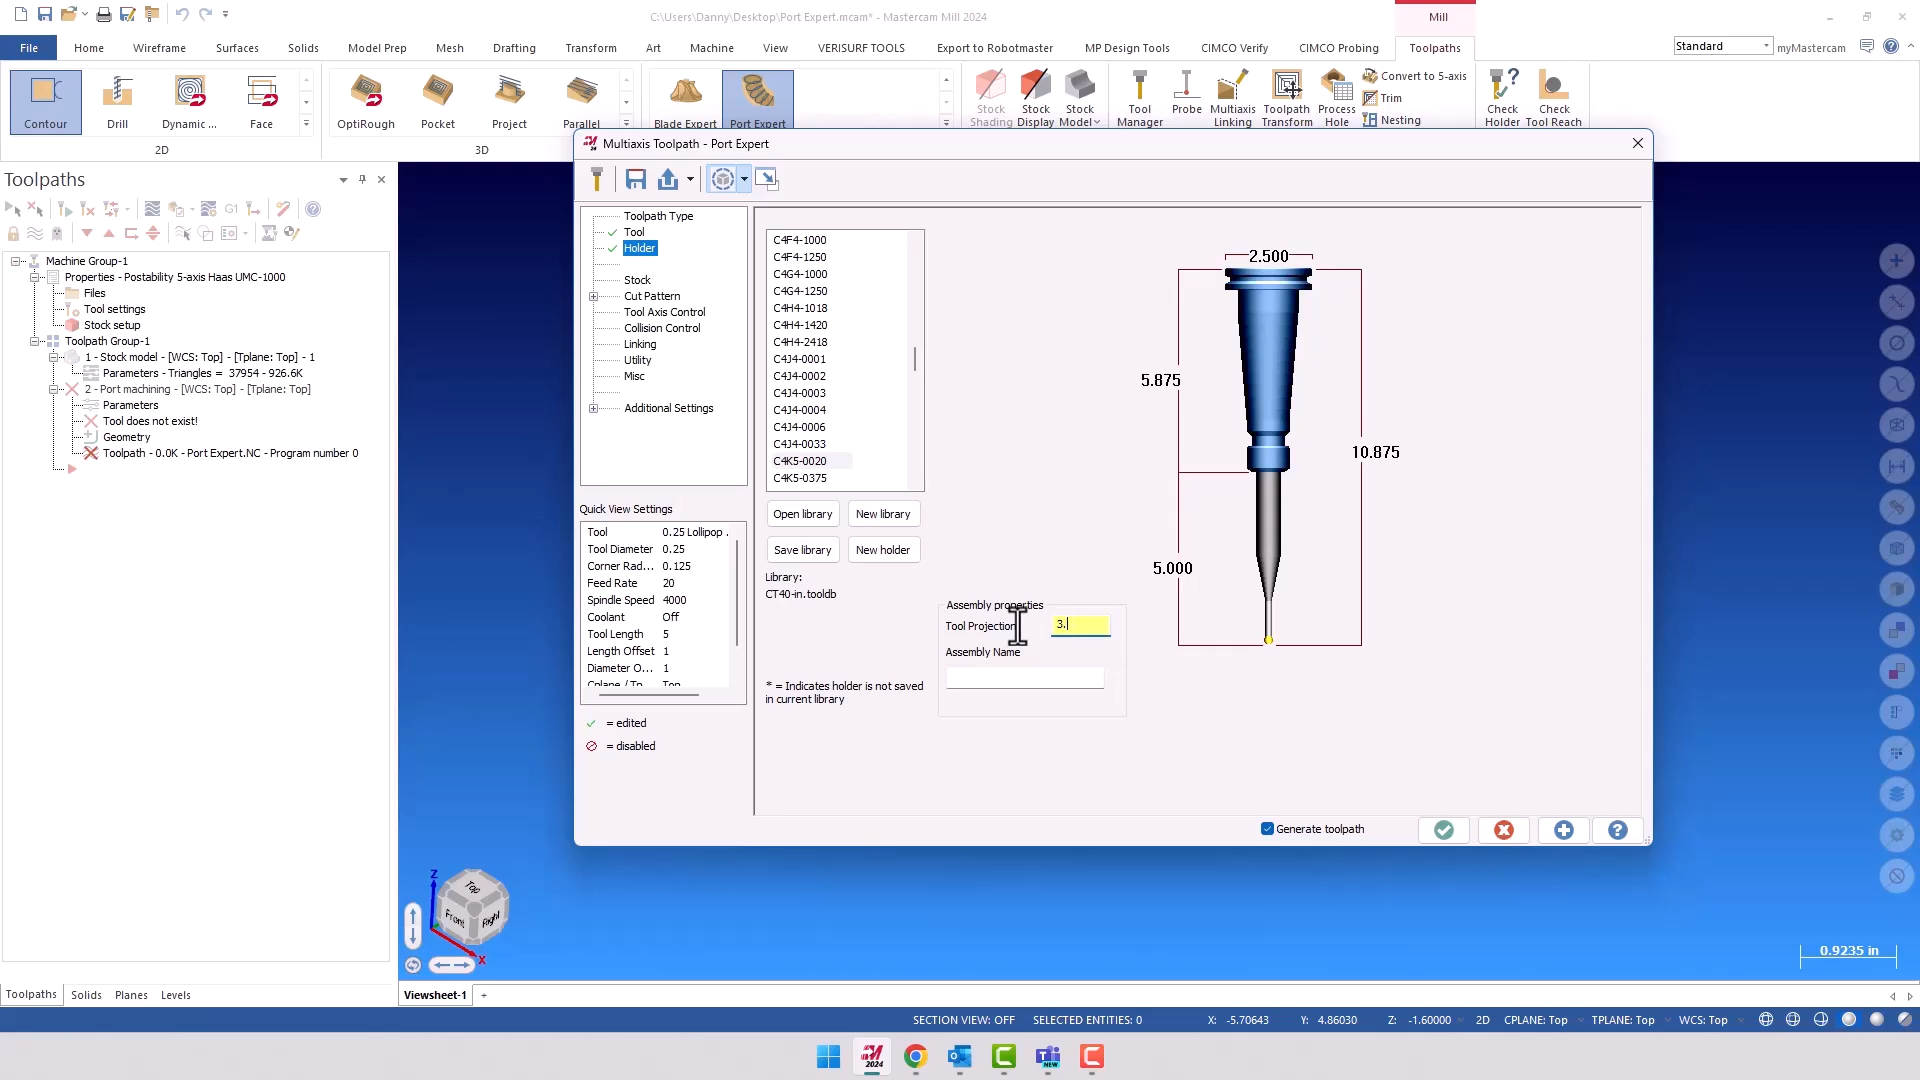 C:\Users\Danny\Desktop\Port Expert.mcam* - Mastercam Mill 2024
Mill
File Home Wireframe Surfaces Solids Model Prep Mesh Drafting Transform Art Machine View VERISURF TOOLS Export to Robotmaster MP Design Tools CIMCO Verify CIMCO Probing Toolpaths
Standard myMastercam
Contour Drill Dynamic ... Face
2D
OptiRough Pocket Project Parallel
3D
Blade Expert Port Expert
Stock Shading Stock Display Stock Model
Tool Manager Probe Multiaxis Linking Toolpath Transform Process Hole
Convert to 5-axis
Trim
Nesting
Check Holder Check Tool Reach
Toolpaths
Machine Group-1
Properties - Postability 5-axis Haas UMC-1000
Files
Tool settings
Stock setup
Toolpath Group-1
1 - Stock model - [WCS: Top] - [Tplane: Top] - 1
Parameters - Triangles = 37954 - 926.6K
2 - Port machining - [WCS: Top] - [Tplane: Top]
Parameters
Tool does not exist!
Geometry
Toolpath - 0.0K - Port Expert.NC - Program number 0
G1
24
Multiaxis Toolpath - Port Expert
Toolpath Type
Tool
Holder
Stock
Cut Pattern
Tool Axis Control
Collision Control
Linking
Utility
Misc
Additional Settings
Quick View Settings
Tool 0.25 Lollipop .
Tool Diameter 0.25
Corner Rad... 0.125
Feed Rate 20
Spindle Speed 4000
Coolant Off
Tool Length 5
Length Offset 1
Diameter O... 1
Cplane / Tp... Top
= edited
= disabled
C4F4-1000
C4F4-1250
C4G4-1000
C4G4-1250
C4H4-1018
C4H4-1420
C4H4-2418
C4J4-0001
C4J4-0002
C4J4-0003
C4J4-0004
C4J4-0006
C4J4-0033
C4K5-0020
C4K5-0375
Open library New library
Save library New holder
Library:
CT40-in.tooldb
* = Indicates holder is not saved
in current library
Assembly properties
Tool Projection 3.
Assembly Name
2.500
5.875
10.875
5.000
Generate toolpath
Top
Front
Right
Z
X
0.9235 in
Toolpaths Solids Planes Levels
Viewsheet-1 +
SECTION VIEW: OFF SELECTED ENTITIES: 0 X: -5.70643 Y: 4.86030 Z: -1.60000 2D CPLANE: Top TPLANE: Top WCS: Top
2024
NEW